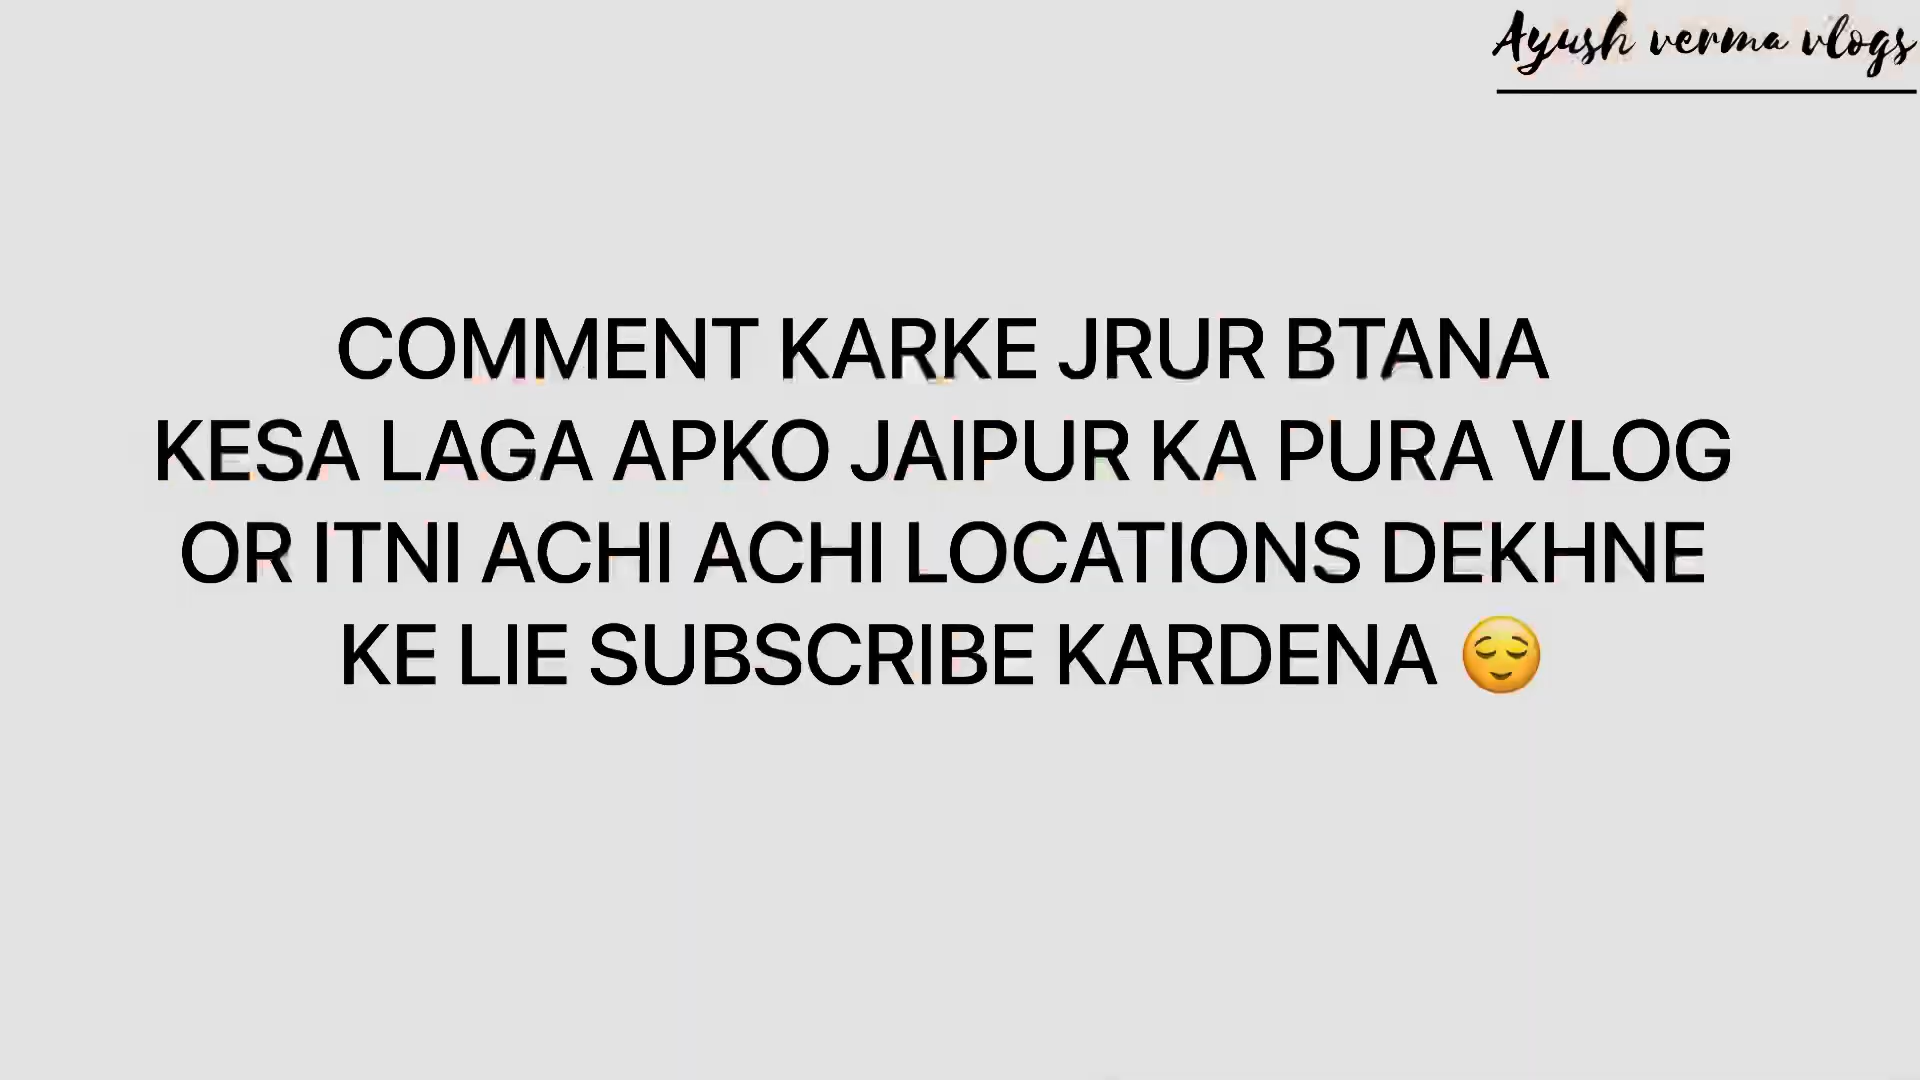 Ayush verma vlogs
COMMENT KARKE JRUR BTANA
KESA LAGA APKO JAIPUR KA PURA VLOG
OR ITNI ACHI ACHI LOCATIONS DEKHNE
KE LIE SUBSCRIBE KARDENA 😌